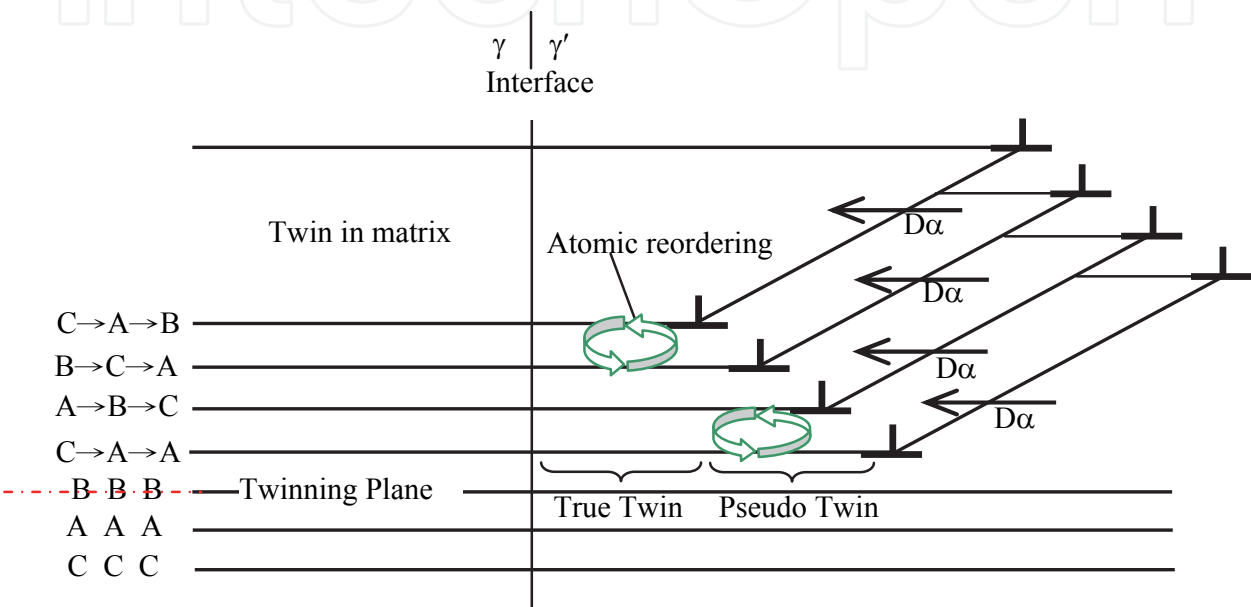 γ γ′
Interface
Twin in matrix
Atomic reordering
Dα
Dα
Dα
Dα
C→A→B
B→C→A
A→B→C
C→A→A
B B B
Twinning Plane
True Twin Pseudo Twin
A A A
C C C